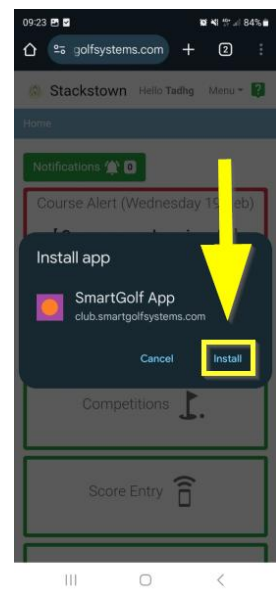 09:23 84%
golfsystems.com + 2
Stackstown Hello Tadhg Menu ?
Home
Notifications 0
Course Alert (Wednesday 19 Feb)
Install app
SmartGolf App
club.smartgolfsystems.com
Cancel Install
Competitions
Score Entry